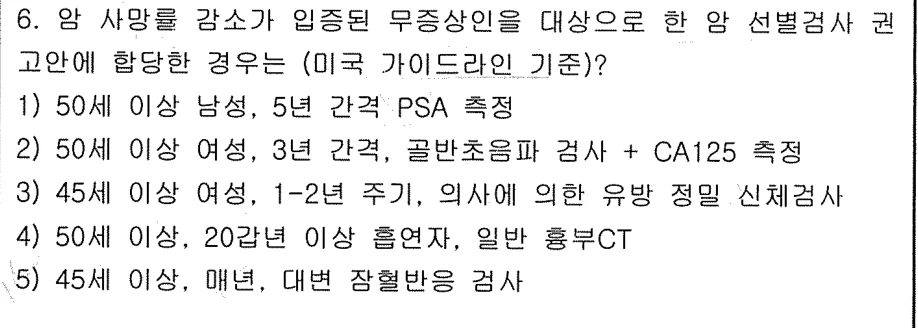 6. 암 사망률 감소가 입증된 무증상인을 대상으로 한 암 선별검사 권
고안에 합당한 경우는 (미국 가이드라인 기준)?
1) 50세 이상 남성, 5년 간격 PSA 측정
2) 50세 이상 여성, 3년 간격, 골반초음파 검사 + CA125 측정
3) 45세 이상 여성, 1-2년 주기, 의사에 의한 유방 정밀 신체검사
4) 50세 이상, 20갑년 이상 흡연자, 일반 흉부CT
5) 45세 이상, 매년, 대변 잠혈반응 검사